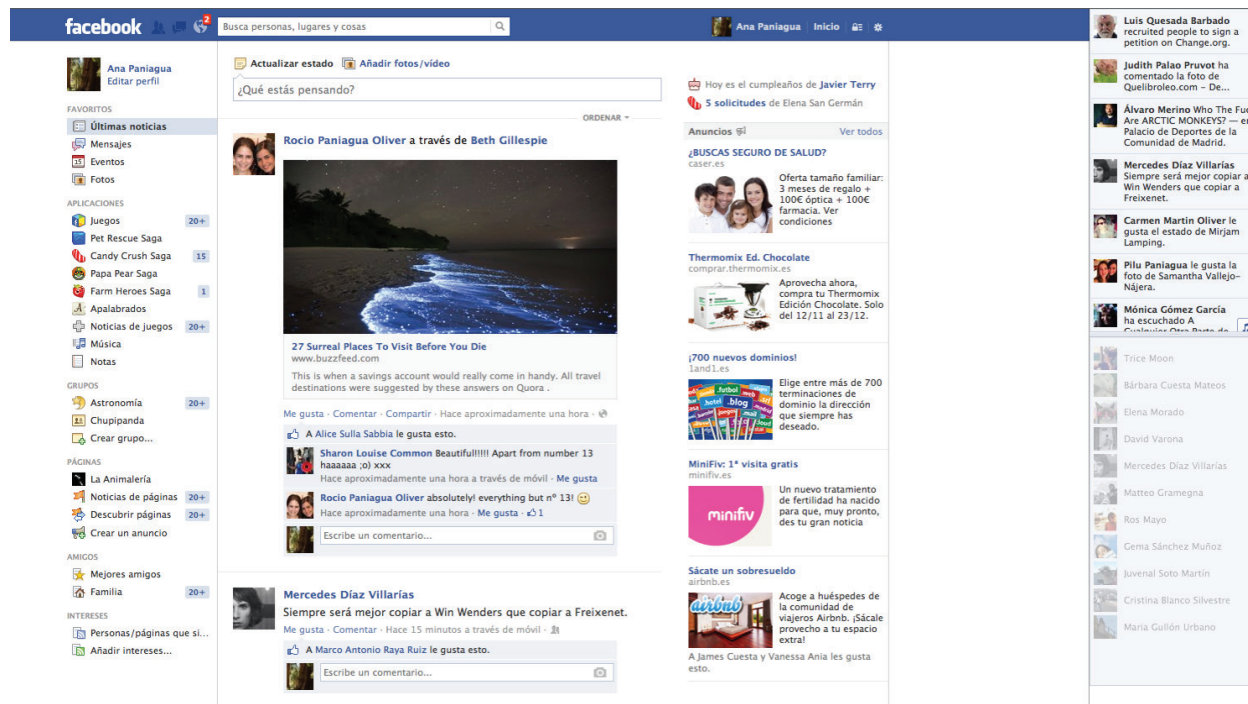 facebook
2
Busca personas, lugares y cosas
Ana Paniagua
Inicio
Ana Paniagua
Editar perfil
FAVORITOS
Últimas noticias
Mensajes
Eventos
Fotos
APLICACIONES
Juegos 20+
Pet Rescue Saga
Candy Crush Saga 15
Papa Pear Saga
Farm Heroes Saga 1
Apalabrados
Noticias de juegos 20+
Música
Notas
GRUPOS
Astronomía 20+
Chupipanda
Crear grupo...
PÁGINAS
La Animalería
Noticias de páginas 20+
Descubrir páginas 20+
Crear un anuncio
AMIGOS
Mejores amigos
Familia 20+
INTERESES
Personas/páginas que si...
Añadir intereses...
Actualizar estado Añadir fotos/vídeo
¿Qué estás pensando?
ORDENAR
Rocio Paniagua Oliver a través de Beth Gillespie
27 Surreal Places To Visit Before You Die
www.buzzfeed.com
This is when a savings account would really come in handy. All travel
destinations were suggested by these answers on Quora .
Me gusta · Comentar · Compartir · Hace aproximadamente una hora ·
A Alice Sulla Sabbia le gusta esto.
Sharon Louise Common Beautiful!!!!! Apart from number 13
haaaaaa ;o) xxx
Hace aproximadamente una hora a través de móvil · Me gusta
Rocio Paniagua Oliver absolutely! everything but nº 13!
Hace aproximadamente una hora · Me gusta · 1
Escribe un comentario...
Mercedes Díaz Villarías
Siempre será mejor copiar a Win Wenders que copiar a Freixenet.
Me gusta · Comentar · Hace 15 minutos a través de móvil ·
A Marco Antonio Raya Ruiz le gusta esto.
Escribe un comentario...
Hoy es el cumpleaños de Javier Terry
5 solicitudes de Elena San Germán
Anuncios Ver todos
¿BUSCAS SEGURO DE SALUD?
caser.es
Oferta tamaño familiar:
3 meses de regalo +
100€ óptica + 100€
farmacia. Ver
condiciones
Thermomix Ed. Chocolate
comprar.thermomix.es
Aprovecha ahora,
compra tu Thermomix
Edición Chocolate. Solo
del 12/11 al 23/12.
¡700 nuevos dominios!
1and1.es
.futbol
web
.hotel
.blog
.mail
Elige entre más de 700
terminaciones de
dominio la dirección
que siempre has
deseado.
MiniFiv: 1ª visita gratis
minifiv.es
minifiv
Un nuevo tratamiento
de fertilidad ha nacido
para que, muy pronto,
des tu gran noticia
Sácate un sobresueldo
airbnb.es
airbnb
Acoge a huéspedes de
la comunidad de
viajeros Airbnb. ¡Sácale
provecho a tu espacio
extra!
A James Cuesta y Vanessa Ania les gusta
esto.
Luis Quesada Barbado
recruited people to sign a
petition on Change.org.
Judith Palao Pruvot ha
comentado la foto de
Quelibroleo.com – De...
Álvaro Merino Who The Fuc
Are ARCTIC MONKEYS? — en
Palacio de Deportes de la
Comunidad de Madrid.
Mercedes Díaz Villarías
Siempre será mejor copiar a
Win Wenders que copiar a
Freixenet.
Carmen Martin Oliver le
gusta el estado de Mirjam
Lamping.
Pilu Paniagua le gusta la
foto de Samantha Vallejo-
Nájera.
Mónica Gómez García
ha escuchado A
Cualquier Otra Parte de
Trice Moon
Bárbara Cuesta Mateos
Elena Morado
David Varona
Mercedes Díaz Villarías
Matteo Gramegna
Ros Mayo
Gema Sánchez Muñoz
Juvenal Soto Martín
Cristina Blanco Silvestre
Maria Gullón Urbano